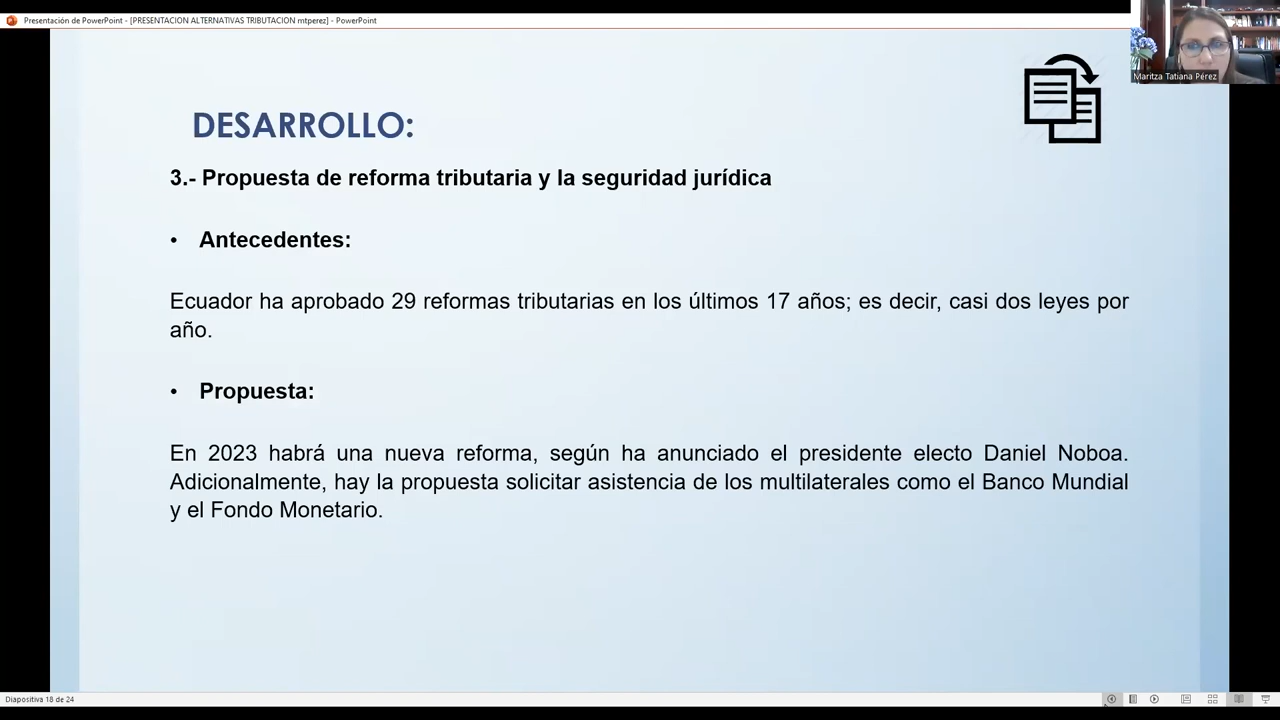 Presentación de PowerPoint - [PRESENTACION ALTERNATIVAS TRIBUTACION mtperez] - PowerPoint
Maritza Tatiana Pérez
DESARROLLO:
3.- Propuesta de reforma tributaria y la seguridad jurídica
• Antecedentes:
Ecuador ha aprobado 29 reformas tributarias en los últimos 17 años; es decir, casi dos leyes por
año.
• Propuesta:
En 2023 habrá una nueva reforma, según ha anunciado el presidente electo Daniel Noboa.
Adicionalmente, hay la propuesta solicitar asistencia de los multilaterales como el Banco Mundial
y el Fondo Monetario.
Diapositiva 18 de 24